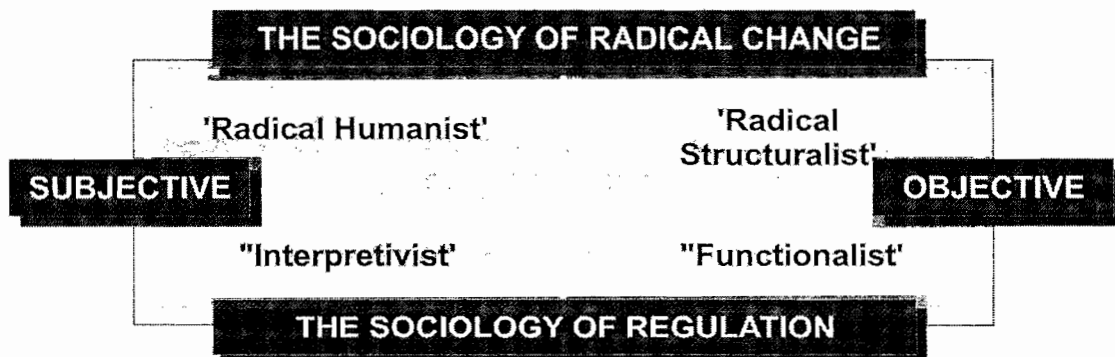 THE SOCIOLOGY OF RADICAL CHANGE
'Radical Humanist'
'Radical
Structuralist'
SUBJECTIVE
OBJECTIVE
"Interpretivist'
"Functionalist'
THE SOCIOLOGY OF REGULATION